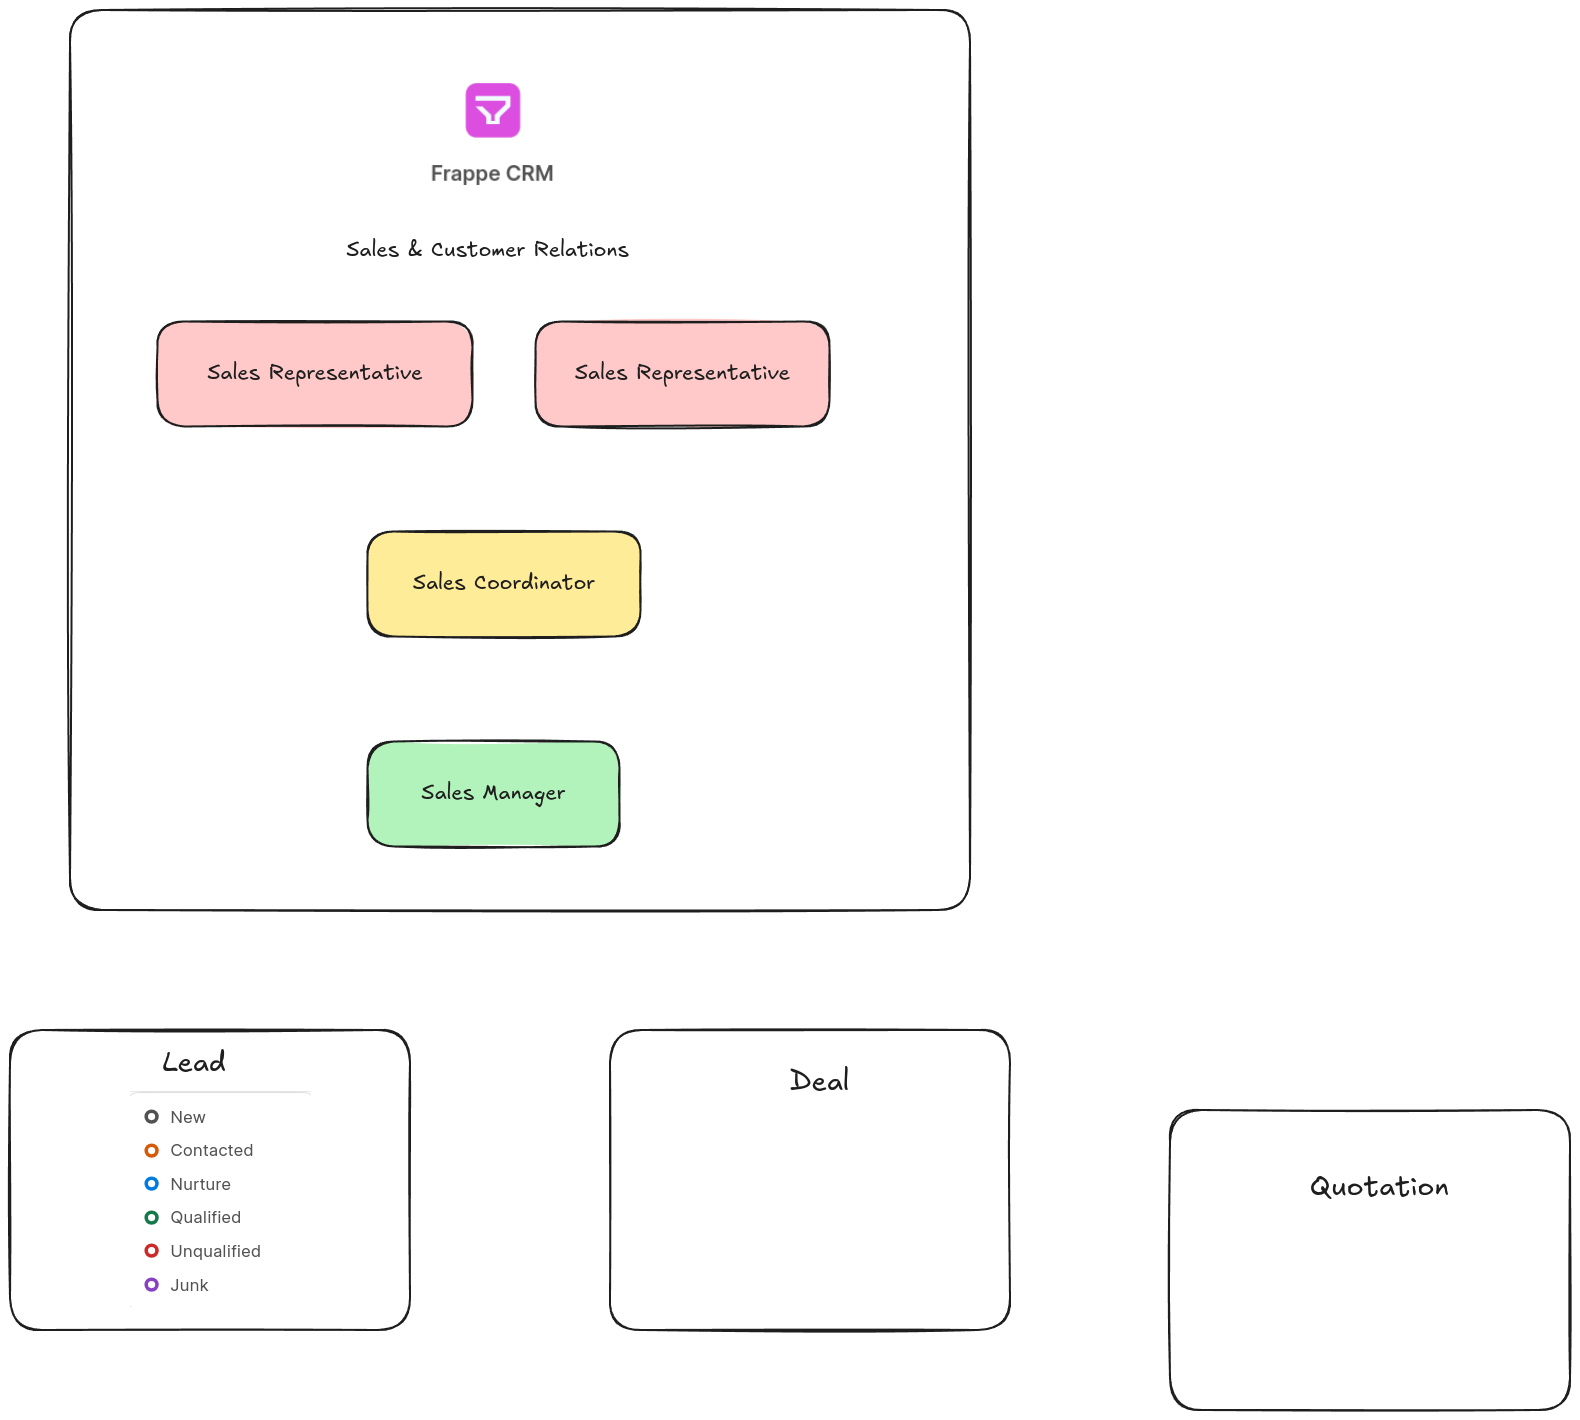 Frappe CRM
Sales & Customer Relations
Sales Representative
Sales Representative
Sales Coordinator
Sales Manager
Lead
New
Contacted
Nurture
Qualified
Unqualified
Junk
Deal
Quotation